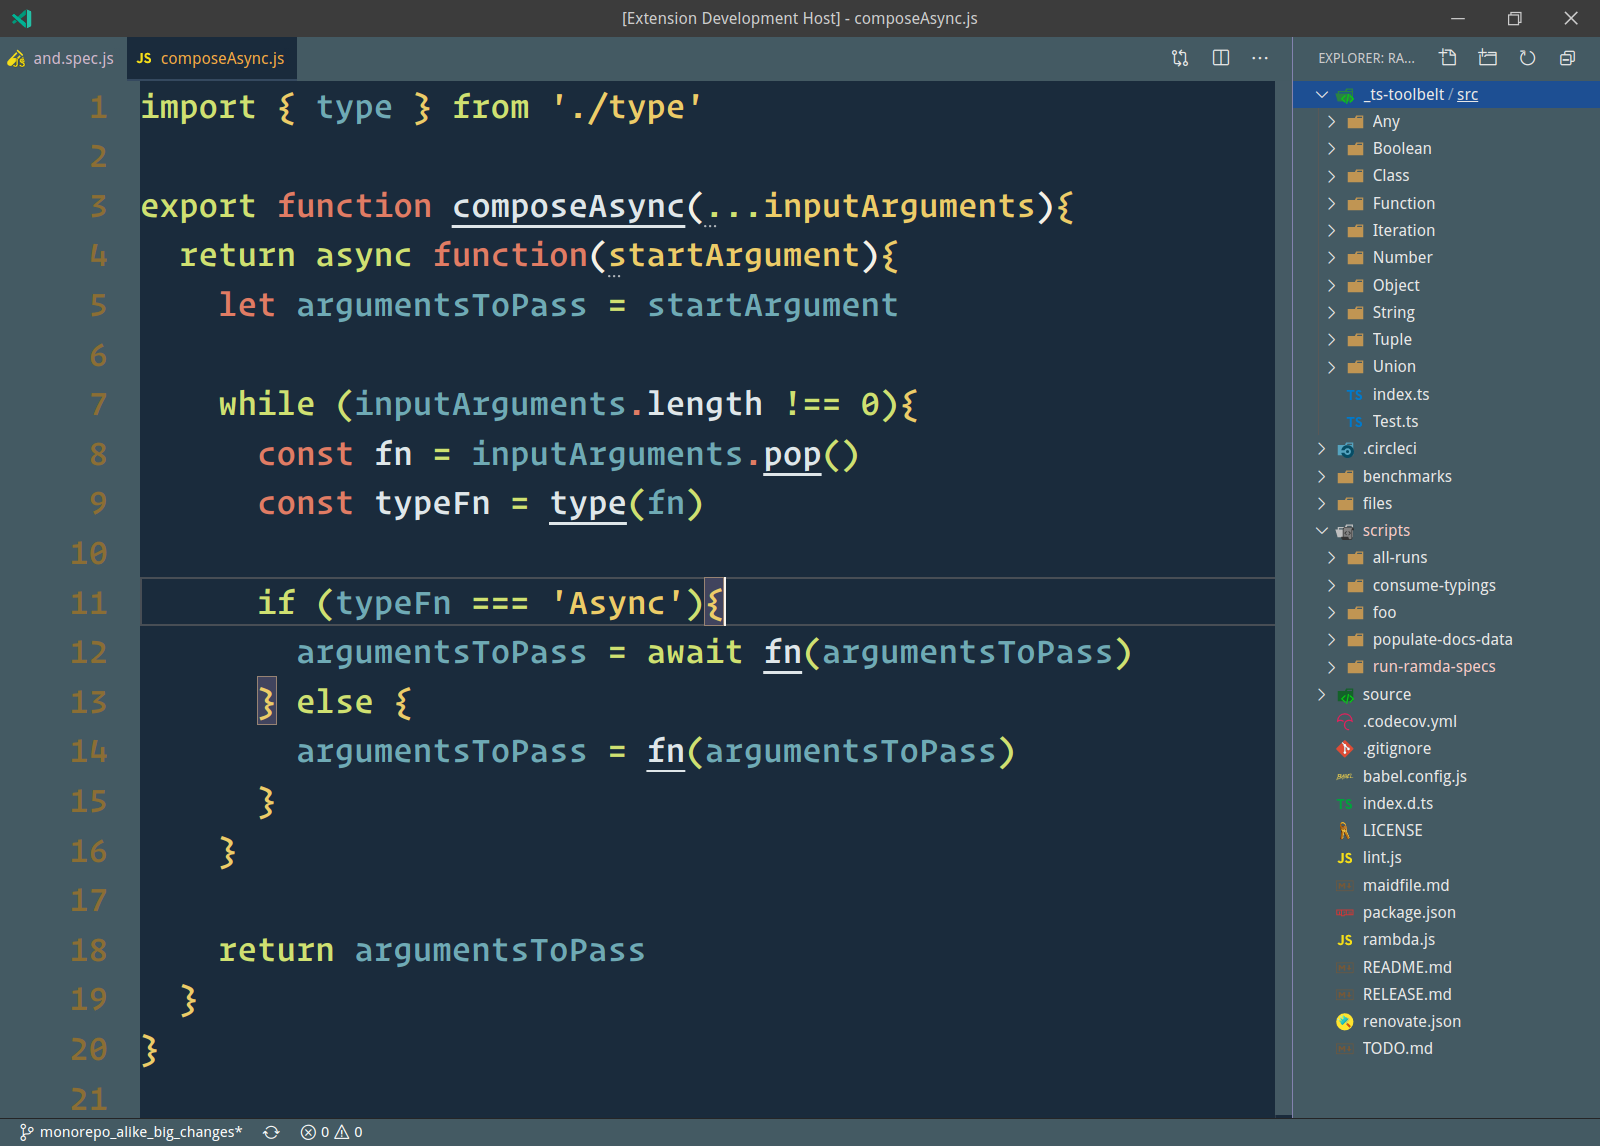 [Extension Development Host] - composeAsync.js
and.spec.js
JS composeAsync.js
1 import { type } from './type'
2
3 export function composeAsync(...inputArguments){
4   return async function(startArgument){
5     let argumentsToPass = startArgument
6
7     while (inputArguments.length !== 0){
8       const fn = inputArguments.pop()
9       const typeFn = type(fn)
10
11       if (typeFn === 'Async'){
12         argumentsToPass = await fn(argumentsToPass)
13       } else {
14         argumentsToPass = fn(argumentsToPass)
15       }
16     }
17
18     return argumentsToPass
19   }
20 }
21
EXPLORER: RA...
_ts-toolbelt / src
Any
Boolean
Class
Function
Iteration
Number
Object
String
Tuple
Union
TS index.ts
TS Test.ts
.circleci
benchmarks
files
scripts
all-runs
consume-typings
foo
populate-docs-data
run-ramda-specs
source
.codecov.yml
.gitignore
babel.config.js
TS index.d.ts
LICENSE
JS lint.js
maidfile.md
package.json
JS rambda.js
README.md
RELEASE.md
renovate.json
TODO.md
monorepo_alike_big_changes* 0 0